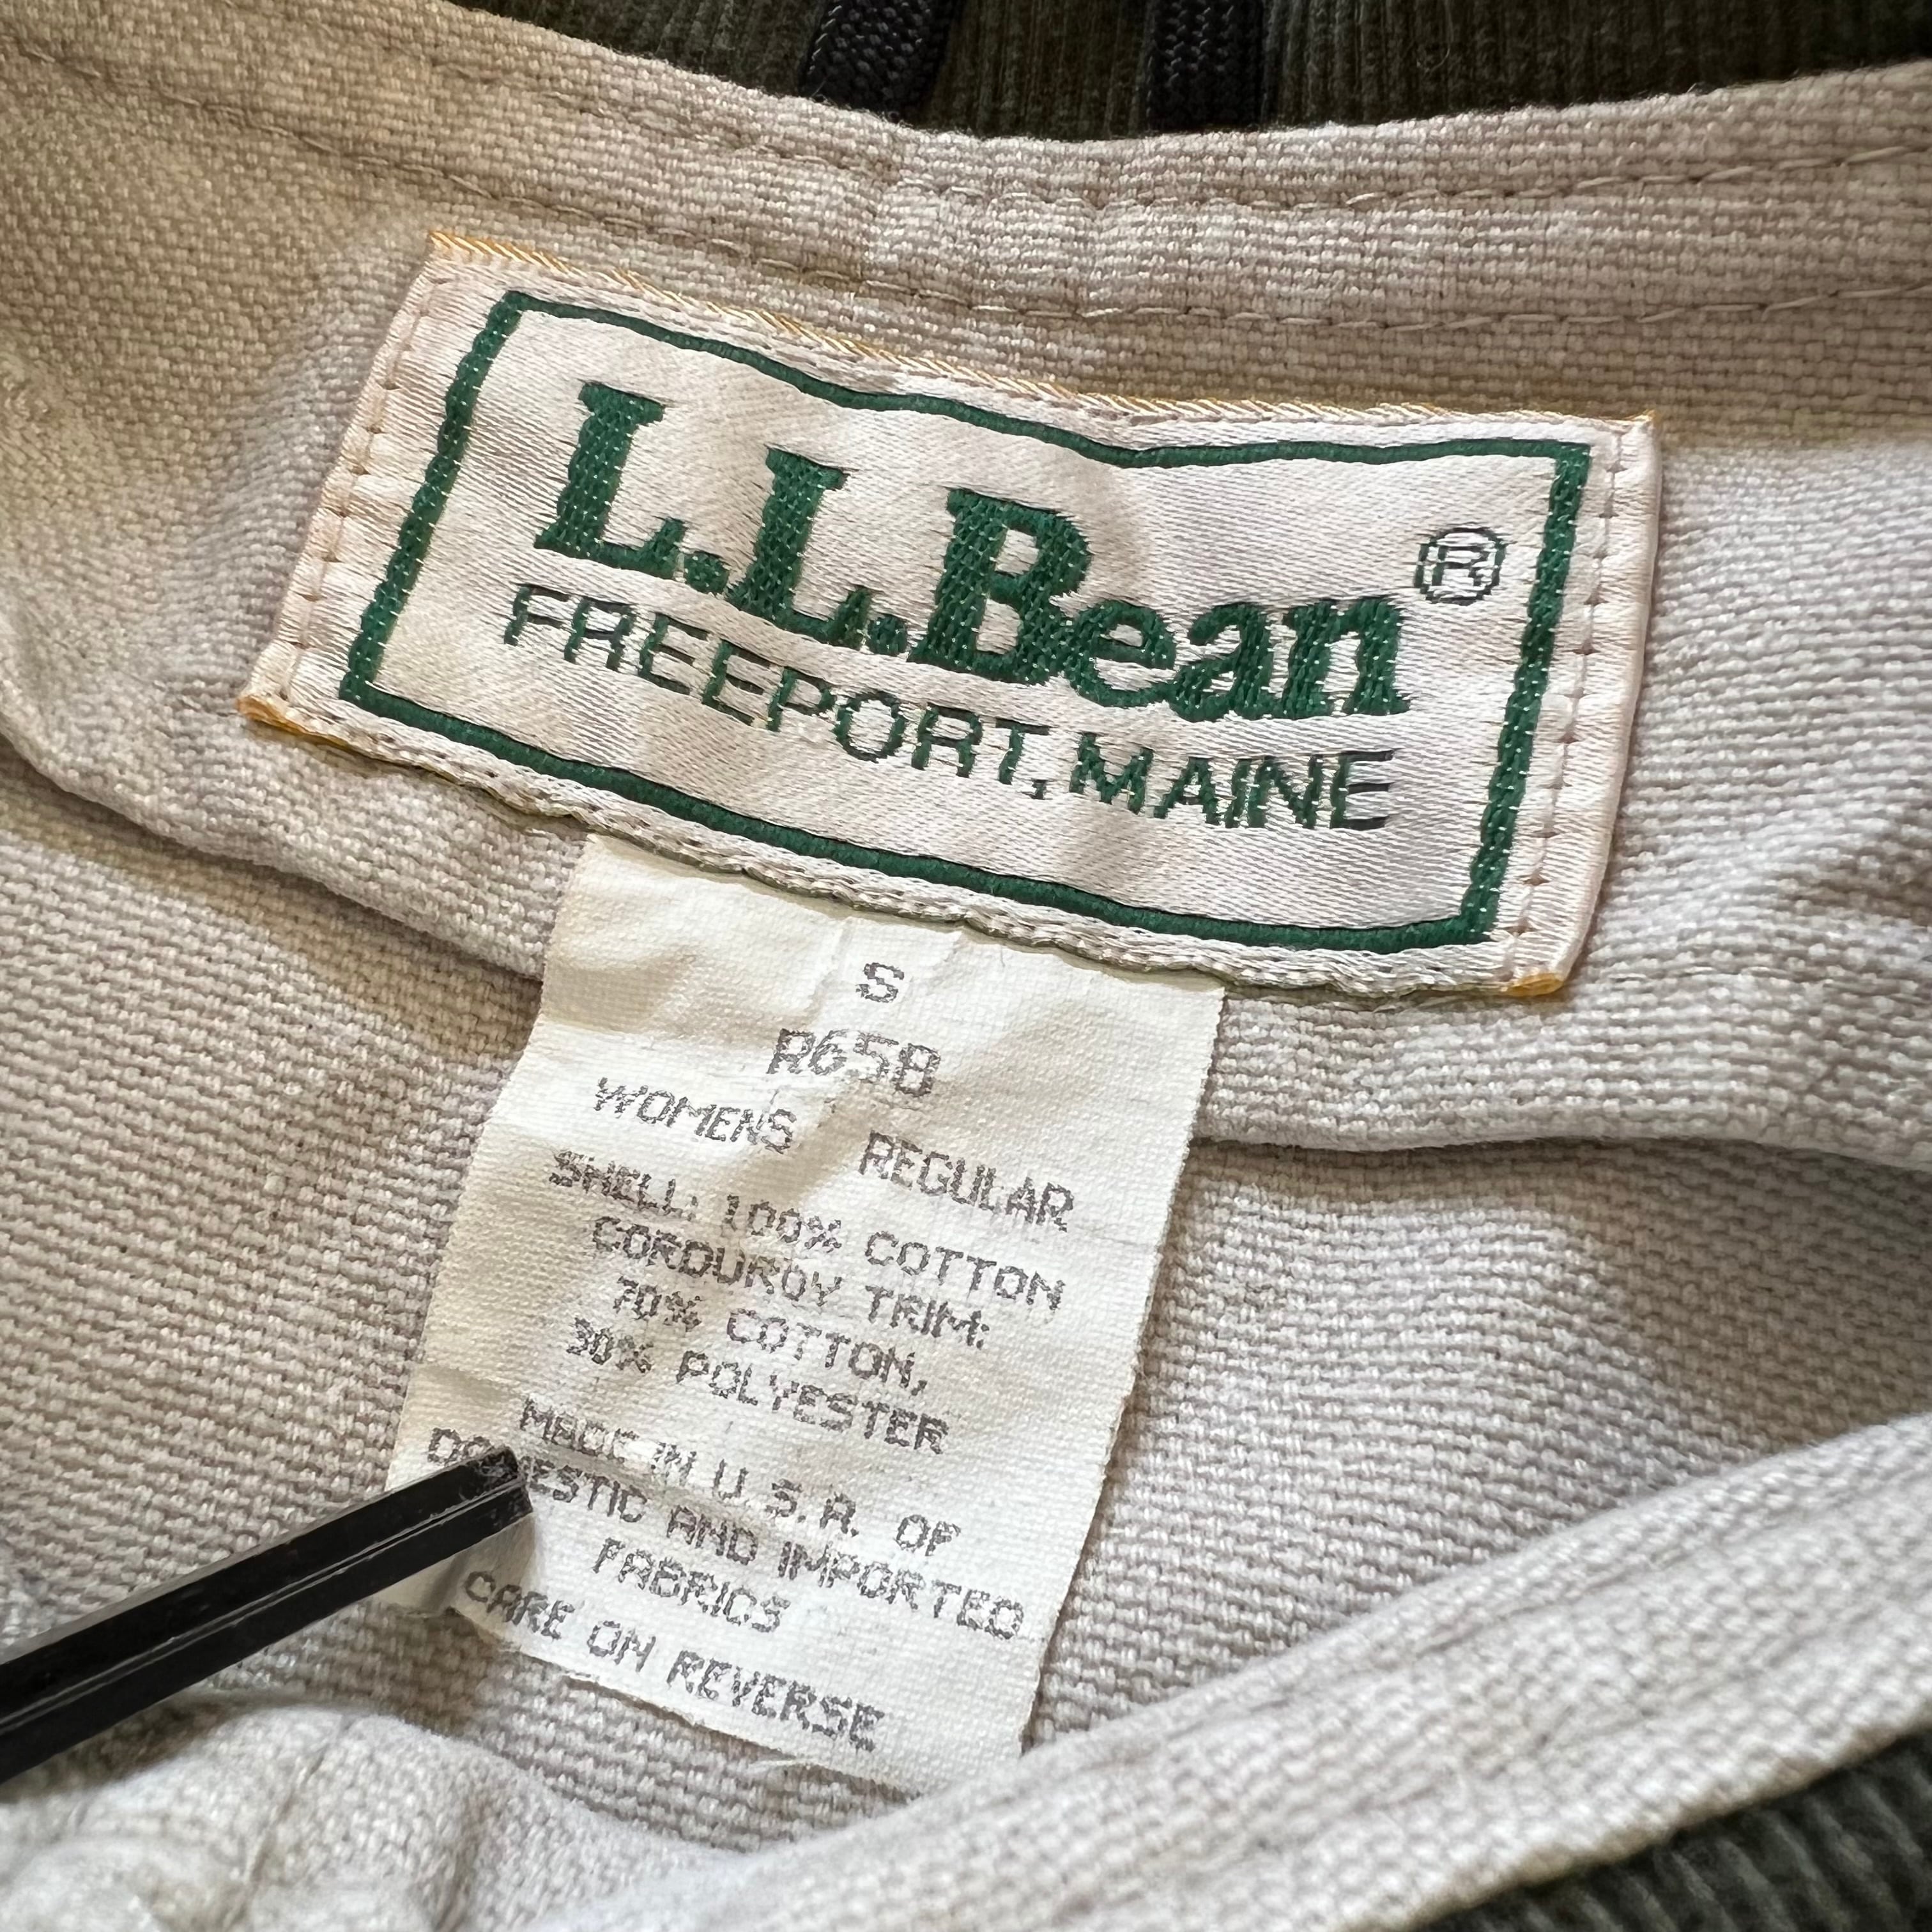 L.L.Bean®
FREEPORT, MAINE
S
R658
WOMENS REGULAR
SHELL: 100% COTTON
CORDUROY TRIM:
70% COTTON,
30% POLYESTER
MADE IN U.S.A. OF
DOMESTIC AND IMPORTED
FABRICS
CARE ON REVERSE